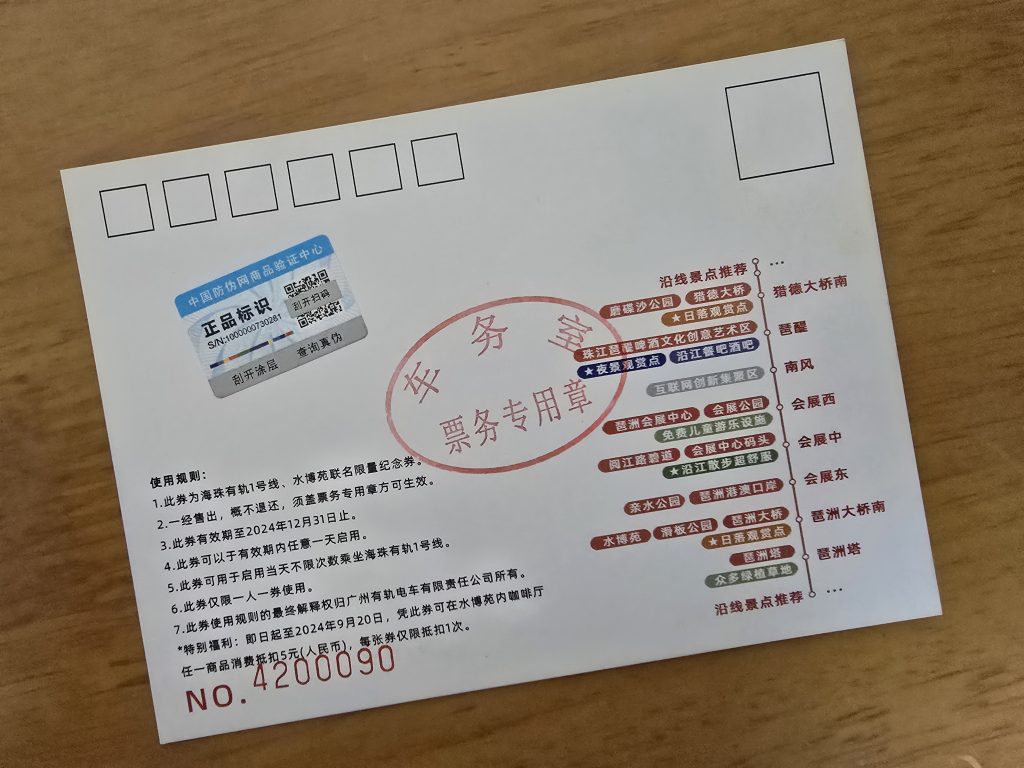 中国防伪网商品验证中心
正品标识
刮开扫码
S/N:1000000730281
刮开涂层 查询真伪
车务室
票务专用章
使用规则：
1.此券为海珠有轨1号线、水博苑联名限量纪念券。
2.一经售出，概不退还，须盖票务专用章方可生效。
3.此券有效期至2024年12月31日止。
4.此券可以于有效期内任意一天启用。
5.此券可用于启用当天不限次数乘坐海珠有轨1号线。
6.此券仅限一人一券使用。
7.此券使用规则的最终解释权归广州有轨电车有限责任公司所有。
*特别福利：即日起至2024年9月20日，凭此券可在水博苑内咖啡厅
任一商品消费抵扣5元(人民币)，每张券仅限抵扣1次。
NO.4200090
沿线景点推荐 ...
磨碟沙公园 猎德大桥 猎德大桥南
★日落观赏点
珠江琶醍啤酒文化创意艺术区 琶醍
★夜景观赏点 沿江餐吧酒吧
互联网创新集聚区 南风
琶洲会展中心 会展公园 会展西
免费儿童游乐设施
阅江路碧道 会展中心码头 会展中
★沿江散步超舒服
亲水公园 琶洲港澳口岸 会展东
水博苑 滑板公园 琶洲大桥 琶洲大桥南
★日落观赏点
琶洲塔 琶洲塔
众多绿植草地
沿线景点推荐 ...